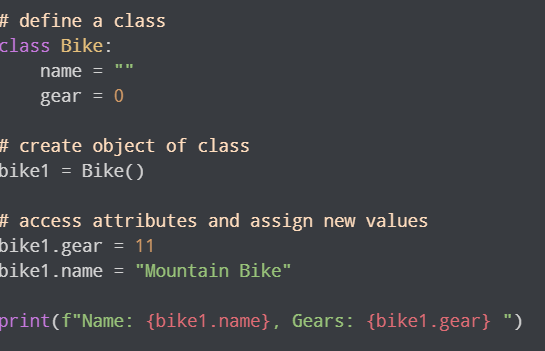 # define a class
class Bike:
    name = ""
    gear = 0

# create object of class
bike1 = Bike()

# access attributes and assign new values
bike1.gear = 11
bike1.name = "Mountain Bike"

print(f"Name: {bike1.name}, Gears: {bike1.gear} ")